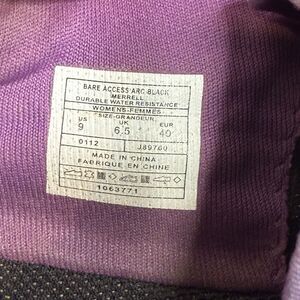 BARE ACCESS ARC BLACK
MERRELL
DURABLE WATER RESISTANCE
WOMENS-FEMMES
SIZE-GRANDEUR
US UK EUR
9 6.5 40
0112 J89760
MADE IN CHINA
FABRIQUE EN CHINE
1063771